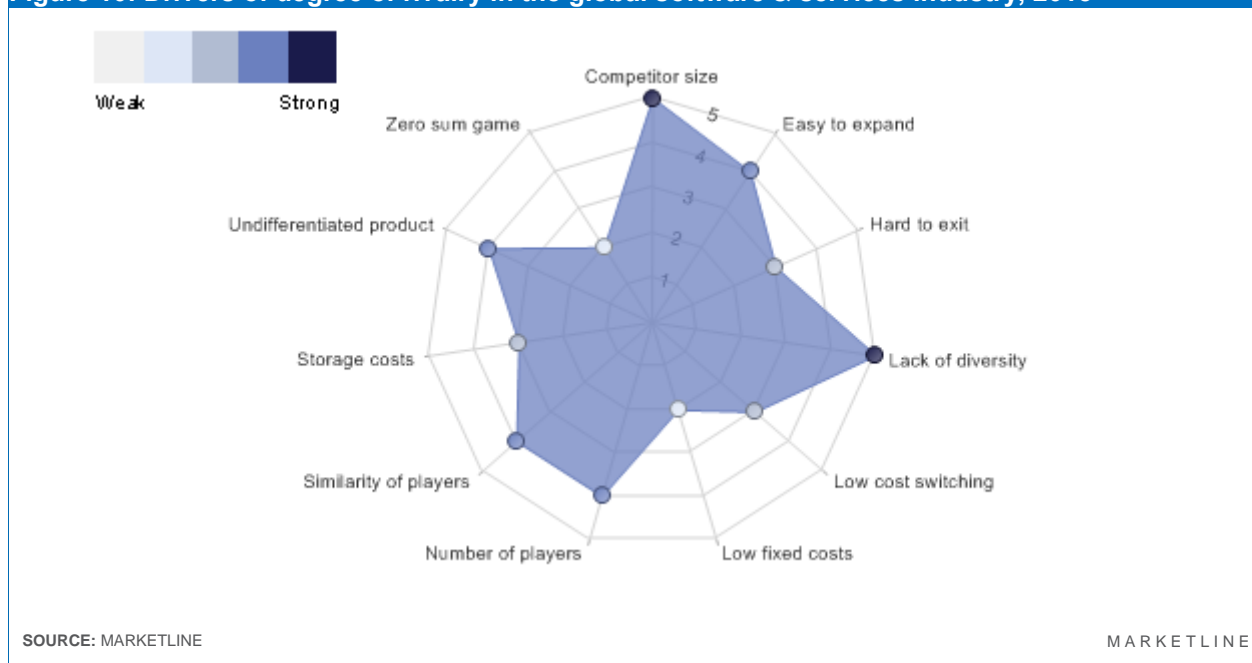 Weak
Strong
Competitor size
5
Easy to expand
Zero sum game
4
3
Undifferentiated product
Hard to exit
2
1
Storage costs
Lack of diversity
Similarity of players
Low cost switching
Number of players
Low fixed costs
SOURCE: MARKETLINE
MARKETLINE